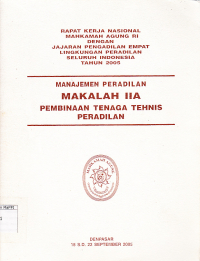 RAPAT KERJA NASIONAL
MAHKAMAH AGUNG RI
DENGAN
JAJARAN PENGADILAN EMPAT
LINGKUNGAN PERADILAN
SELURUH INDONESIA
TAHUN 2005
MANAJEMEN PERADILAN
MAKALAH IIA
PEMBINAAN TENAGA TEHNIS
PERADILAN
DENPASAR
S.D. 22 SEPTEMBER 2005